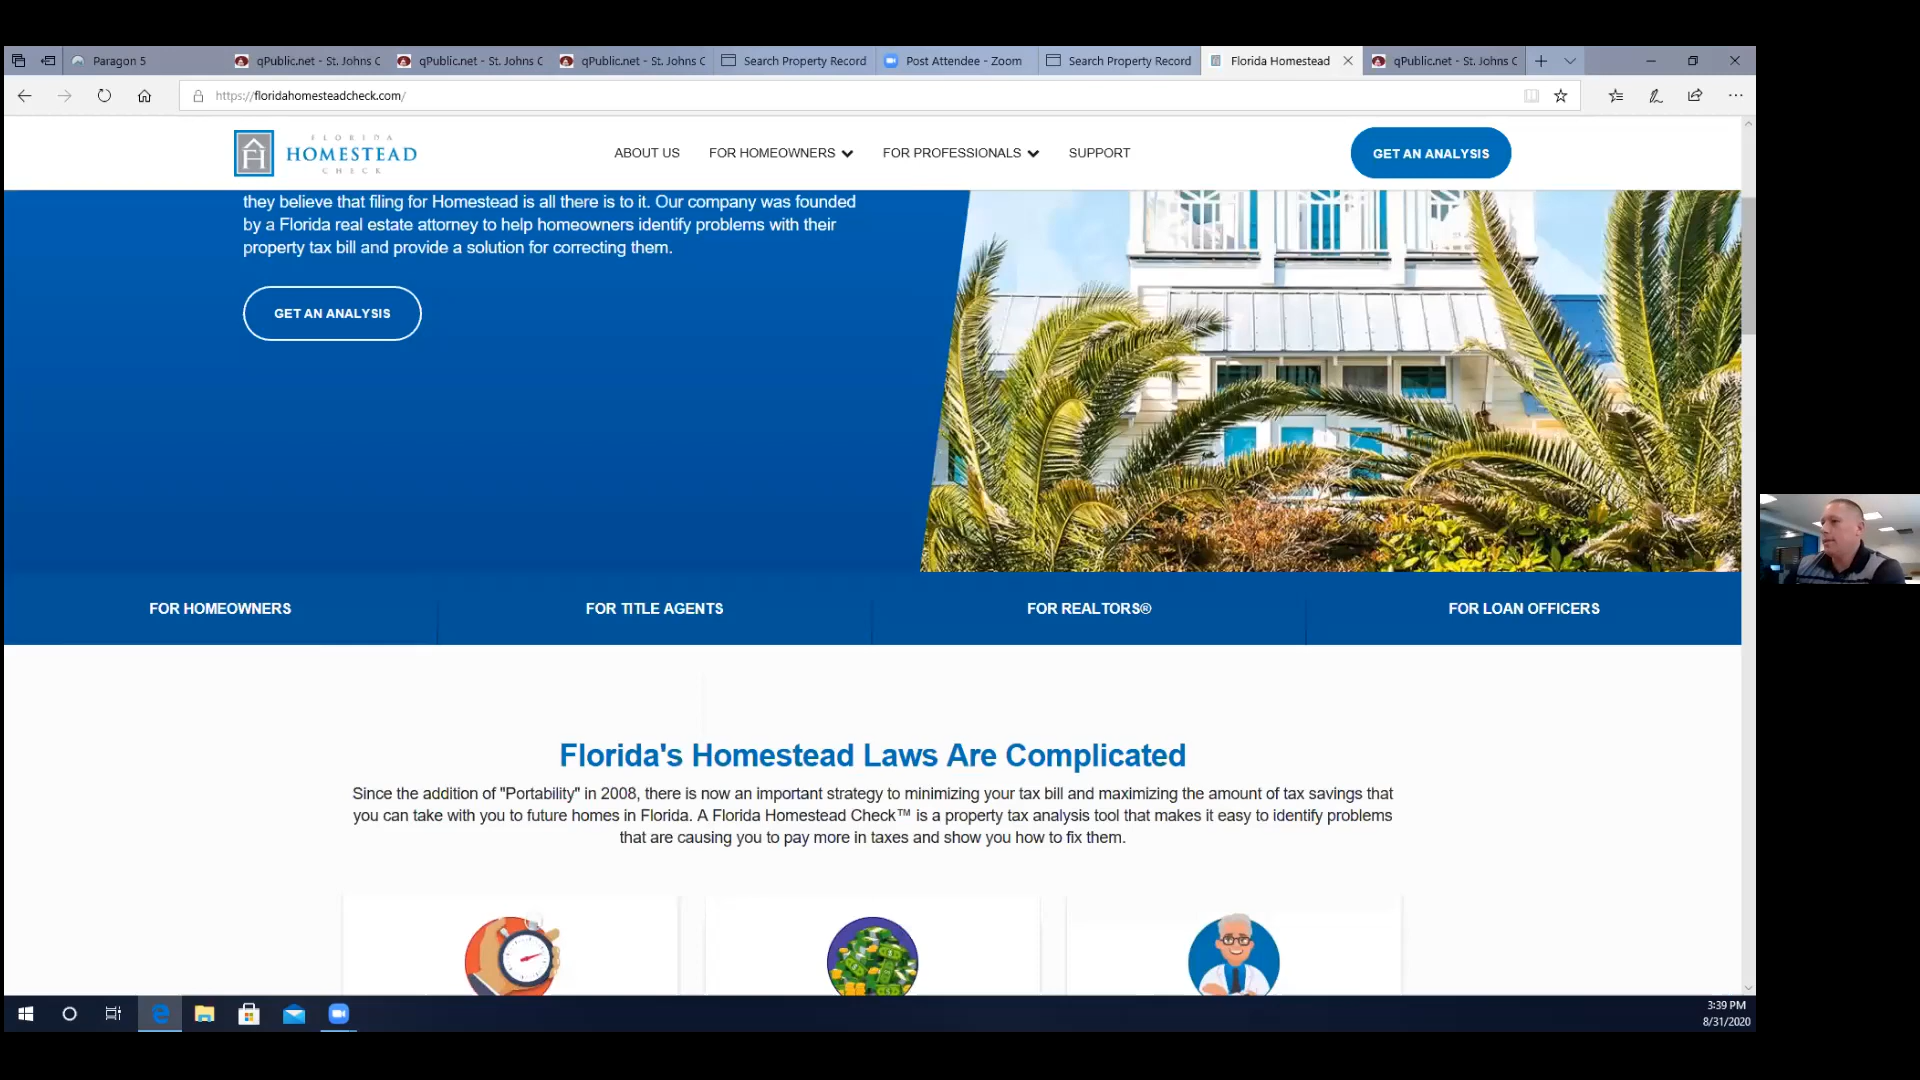 Paragon 5
qPublic.net - St. Johns C
qPublic.net - St. Johns C
qPublic.net - St. Johns C
Search Property Record
Post Attendee - Zoom
Search Property Record
Florida Homestead
qPublic.net - St. Johns C
https://floridahomesteadcheck.com/
FLORIDA
HOMESTEAD
CHECK
ABOUT US
FOR HOMEOWNERS
FOR PROFESSIONALS
SUPPORT
GET AN ANALYSIS
they believe that filing for Homestead is all there is to it. Our company was founded
by a Florida real estate attorney to help homeowners identify problems with their
property tax bill and provide a solution for correcting them.
GET AN ANALYSIS
FOR HOMEOWNERS
FOR TITLE AGENTS
FOR REALTORS®
FOR LOAN OFFICERS
Florida's Homestead Laws Are Complicated
Since the addition of "Portability" in 2008, there is now an important strategy to minimizing your tax bill and maximizing the amount of tax savings that
you can take with you to future homes in Florida. A Florida Homestead Check™ is a property tax analysis tool that makes it easy to identify problems
that are causing you to pay more in taxes and show you how to fix them.
3:39 PM
8/31/2020